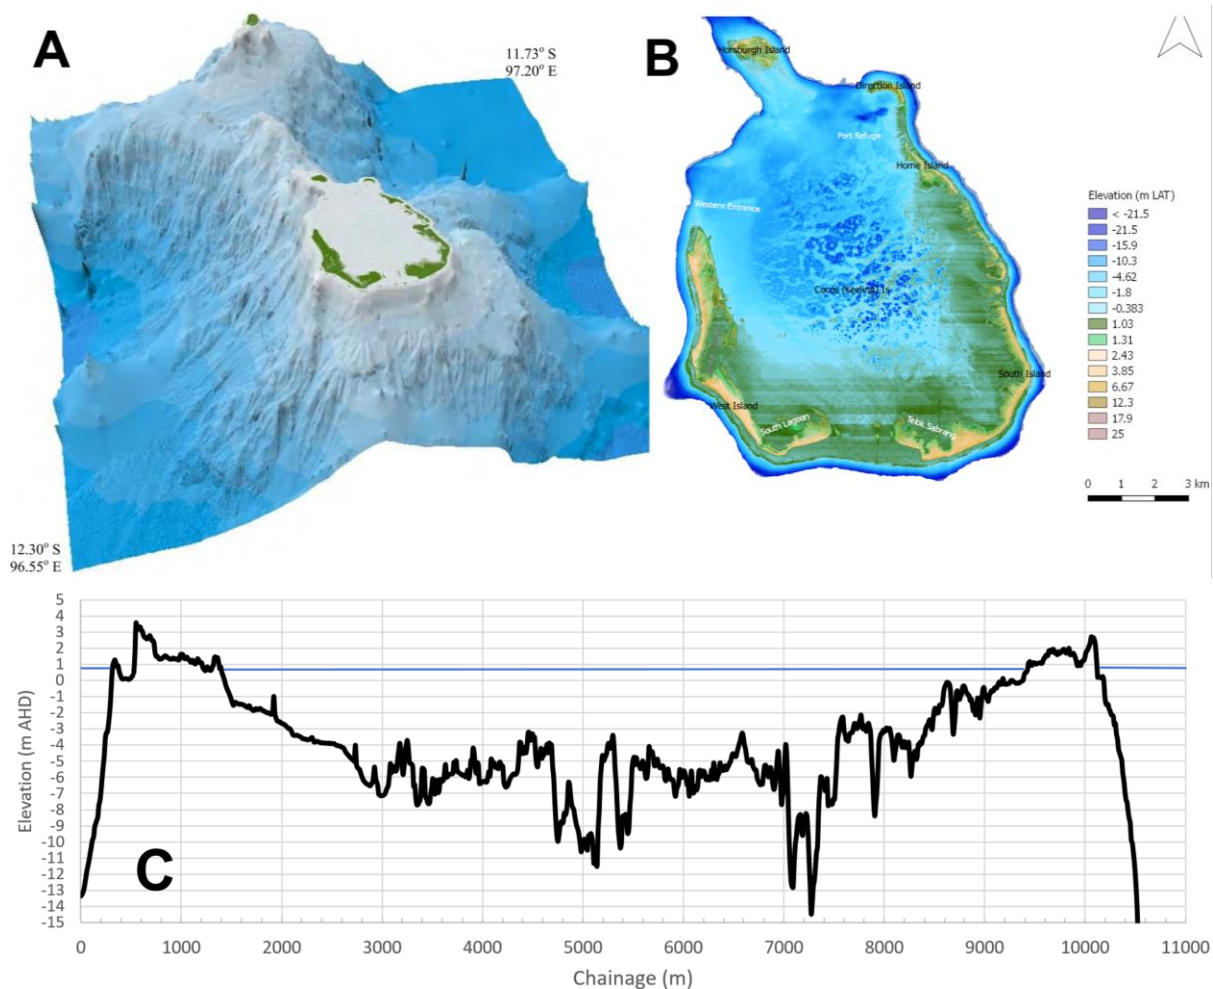 A
11.73° S
97.20° E
12.30° S
96.55° E
B
Horsburgh Island
Direction Island
Port Refuge
Home Island
Western Entrance
Cocos (Keeling) Is
South Island
West Island
South Lagoon
Telok Sabrang
Elevation (m LAT)
< -21.5
-21.5
-15.9
-10.3
-4.62
-1.8
-0.383
1.03
1.31
2.43
3.85
6.67
12.3
17.9
25
0 1 2 3 km
C
Elevation (m AHD)
5
4
3
2
1
0
-1
-2
-3
-4
-5
-6
-7
-8
-9
-10
-11
-12
-13
-14
-15
0 1000 2000 3000 4000 5000 6000 7000 8000 9000 10000 11000
Chainage (m)